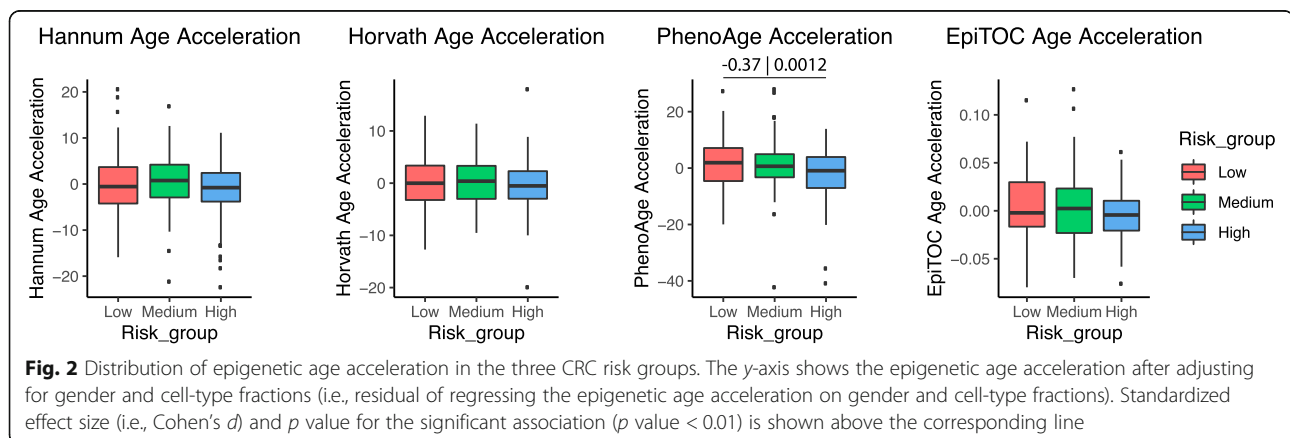 Hannum Age Acceleration
Horvath Age Acceleration
PhenoAge Acceleration
EpiTOC Age Acceleration
-0.37 | 0.0012
Hannum Age Acceleration
20
10
0
−10
−20
Low Medium High
Risk_group
Horvath Age Acceleration
10
0
−10
−20
Low Medium High
Risk_group
PhenoAge Acceleration
20
0
−20
−40
Low Medium High
Risk_group
EpiTOC Age Acceleration
0.10
0.05
0.00
−0.05
Low Medium High
Risk_group
Risk_group
Low
Medium
High
Fig. 2 Distribution of epigenetic age acceleration in the three CRC risk groups. The y-axis shows the epigenetic age acceleration after adjusting
for gender and cell-type fractions (i.e., residual of regressing the epigenetic age acceleration on gender and cell-type fractions). Standardized
effect size (i.e., Cohen's d) and p value for the significant association (p value < 0.01) is shown above the corresponding line